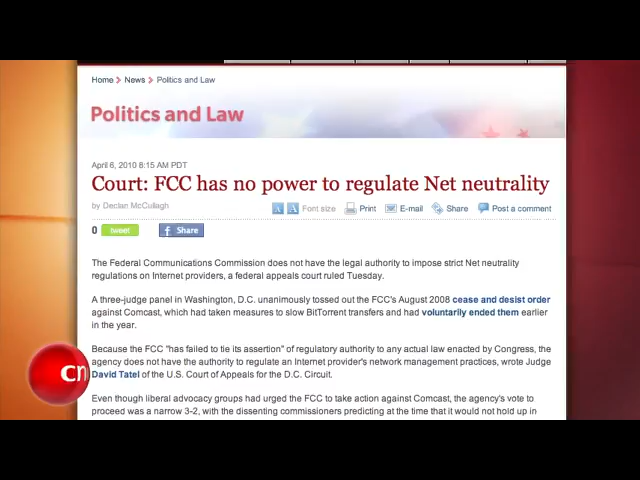 Home > News > Politics and Law
Politics and Law
April 6, 2010 8:15 AM PDT
Court: FCC has no power to regulate Net neutrality
by Declan McCullagh
A A Font size Print E-mail Share Post a comment
0 tweet f Share
The Federal Communications Commission does not have the legal authority to impose strict Net neutrality
regulations on Internet providers, a federal appeals court ruled Tuesday.
A three-judge panel in Washington, D.C. unanimously tossed out the FCC's August 2008 cease and desist order
against Comcast, which had taken measures to slow BitTorrent transfers and had voluntarily ended them earlier
in the year.
Because the FCC "has failed to tie its assertion" of regulatory authority to any actual law enacted by Congress, the
agency does not have the authority to regulate an Internet provider's network management practices, wrote Judge
David Tatel of the U.S. Court of Appeals for the D.C. Circuit.
Even though liberal advocacy groups had urged the FCC to take action against Comcast, the agency's vote to
proceed was a narrow 3-2, with the dissenting commissioners predicting at the time that it would not hold up in
cn